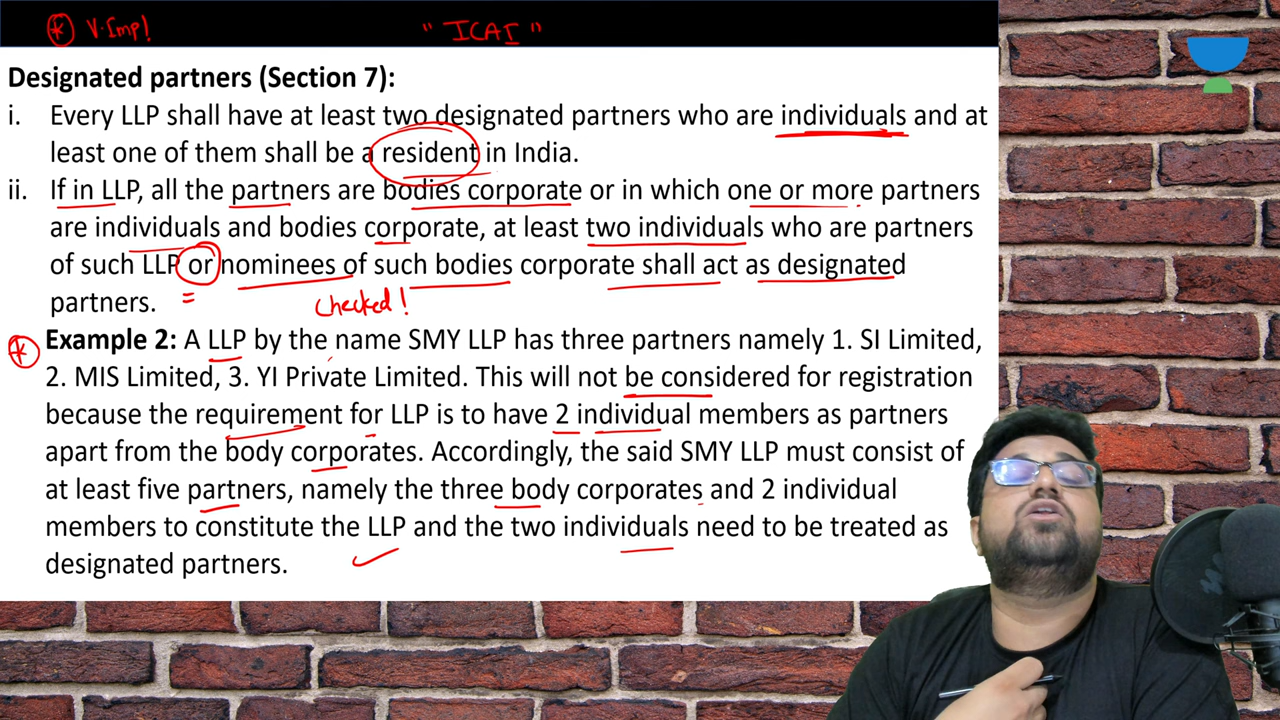 * V.Imp! " ICAI "
Designated partners (Section 7):
i. Every LLP shall have at least two designated partners who are individuals and at
least one of them shall be a resident in India.
ii. If in LLP, all the partners are bodies corporate or in which one or more partners
are individuals and bodies corporate, at least two individuals who are partners
of such LLP or nominees of such bodies corporate shall act as designated
partners.
checked!
* Example 2: A LLP by the name SMY LLP has three partners namely 1. SI Limited,
2. MIS Limited, 3. YI Private Limited. This will not be considered for registration
because the requirement for LLP is to have 2 individual members as partners
apart from the body corporates. Accordingly, the said SMY LLP must consist of
at least five partners, namely the three body corporates and 2 individual
members to constitute the LLP and the two individuals need to be treated as
designated partners.